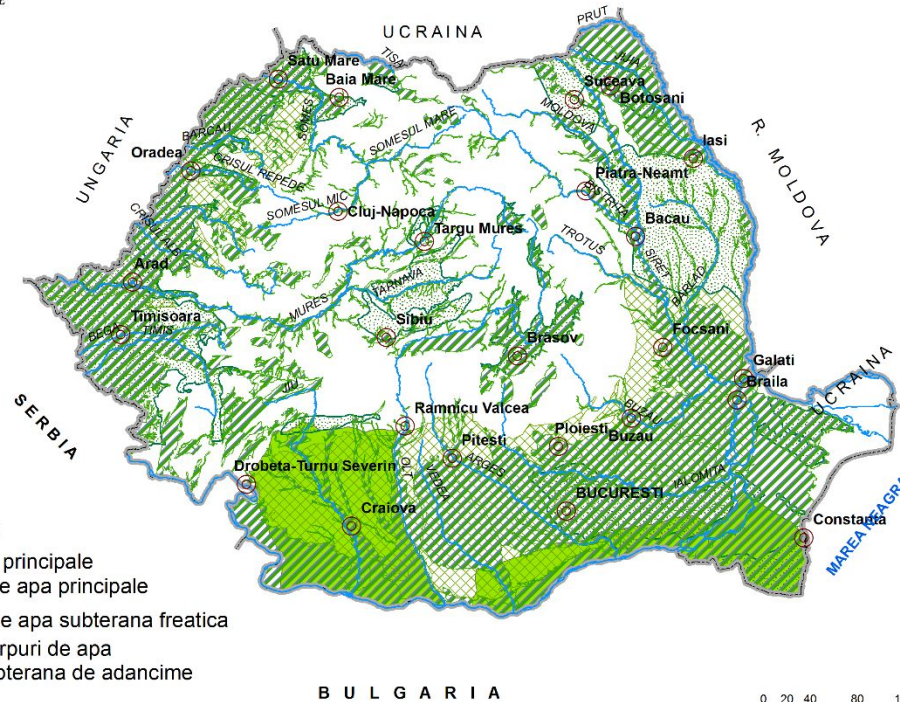 UCRAINA
PRUT
TISA
JIJIA
Satu Mare
Baia Mare
Suceava
Botosani
SOMES
MOLDOVA
UNGARIA
BARCAU
SOMESUL MARE
Iasi
R. MOLDOVA
Oradea
CRISUL REPEDE
Piatra-Neamt
BISTRITA
SOMESUL MIC
Cluj-Napoca
CRISUL ALB
Targu Mures
TROTUS
Bacau
SIRET
BARLAD
Arad
TARNAVA
MURES
Timisoara
BEGA
TIMIS
Sibiu
Brasov
Focsani
Galati
Braila
UCRAINA
SERBIA
JIU
Ramnicu Valcea
BUZAU
Ploiesti
Buzau
Pitesti
ARGES
Drobeta-Turnu Severin
OLT
VEDEA
IALOMITA
BUCURESTI
Craiova
Constanta
MAREA NEAGRA
principale
e apa principale
e apa subterana freatica
rpuri de apa
bterana de adancime
BULGARIA
0 20 40 80